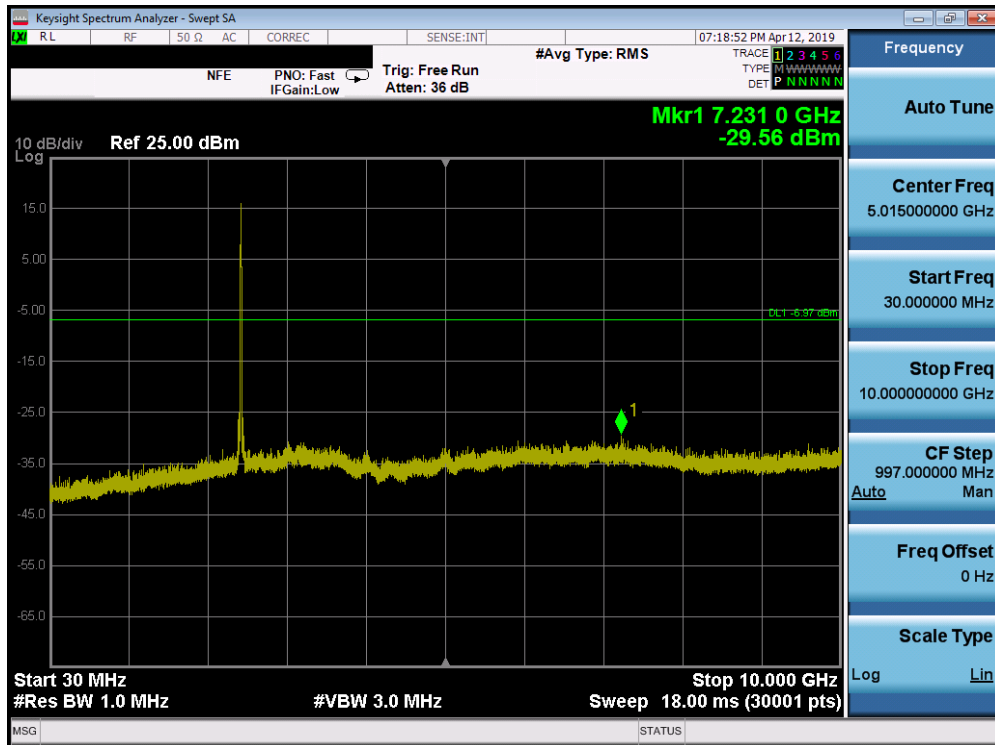 Keysight Spectrum Analyzer - Swept SA
LXI RL RF 50 Ω AC CORREC SENSE:INT 07:18:52 PM Apr 12, 2019
#Avg Type: RMS
TRACE 1 2 3 4 5 6
NFE PNO: Fast Trig: Free Run
TYPE M W W W W W
IFGain:Low Atten: 36 dB
DET P N N N N N
Mkr1 7.231 0 GHz
-29.56 dBm
10 dB/div Ref 25.00 dBm
Log
15.0
5.00
-5.00
DL1 -6.97 dBm
-15.0
-25.0
1
-35.0
-45.0
-55.0
-65.0
Start 30 MHz Stop 10.000 GHz
#Res BW 1.0 MHz #VBW 3.0 MHz Sweep 18.00 ms (30001 pts)
MSG STATUS
Frequency
Auto Tune
Center Freq
5.015000000 GHz
Start Freq
30.000000 MHz
Stop Freq
10.000000000 GHz
CF Step
997.000000 MHz
Auto Man
Freq Offset
0 Hz
Scale Type
Log Lin